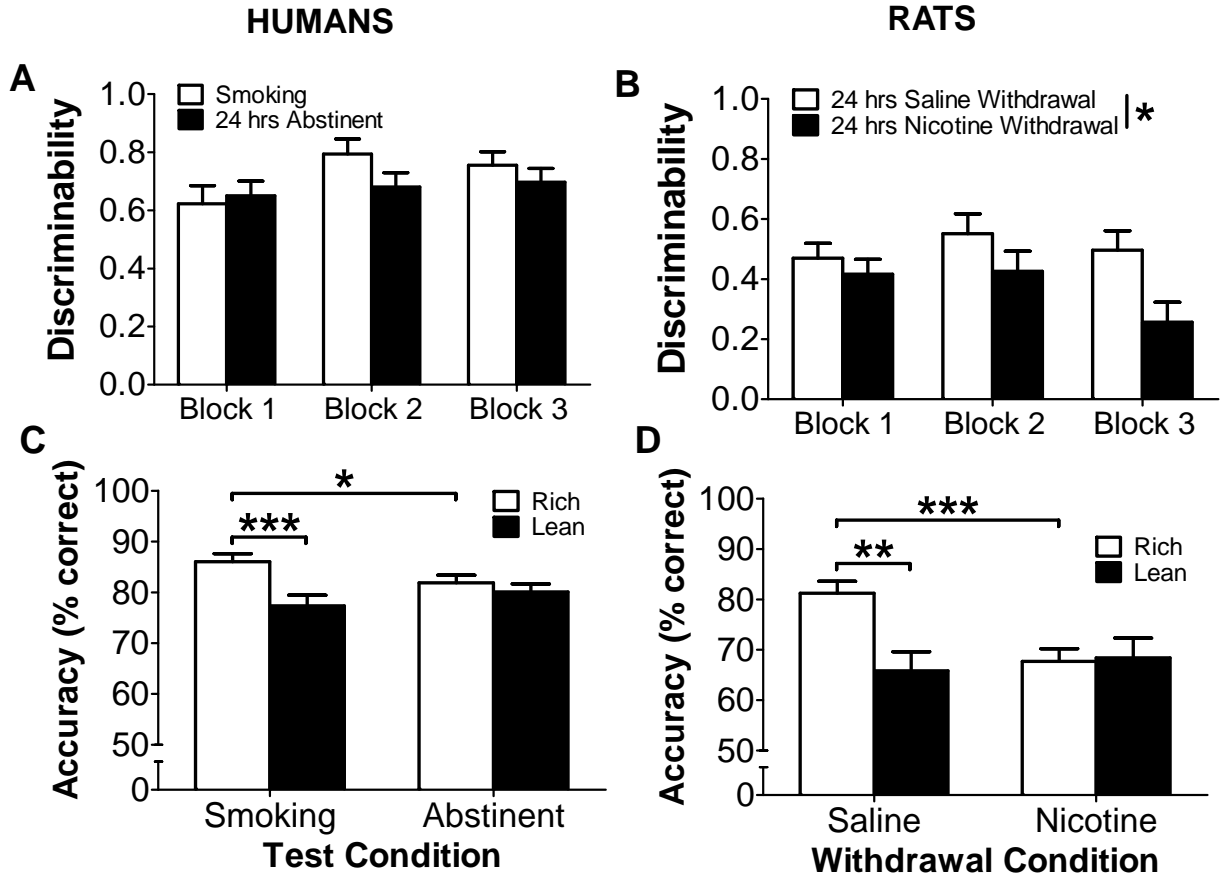 HUMANS
RATS
A
Smoking
24 hrs Abstinent
Discriminability
1.0
0.8
0.6
0.4
0.2
0.0
Block 1 Block 2 Block 3
B
24 hrs Saline Withdrawal
24 hrs Nicotine Withdrawal
*
Discriminability
1.0
0.8
0.6
0.4
0.2
0.0
Block 1 Block 2 Block 3
C
Accuracy (% correct)
100
90
80
70
60
50
0
*
***
Rich
Lean
Smoking Abstinent
Test Condition
D
Accuracy (% correct)
100
90
80
70
60
50
0
***
**
Rich
Lean
Saline Nicotine
Withdrawal Condition